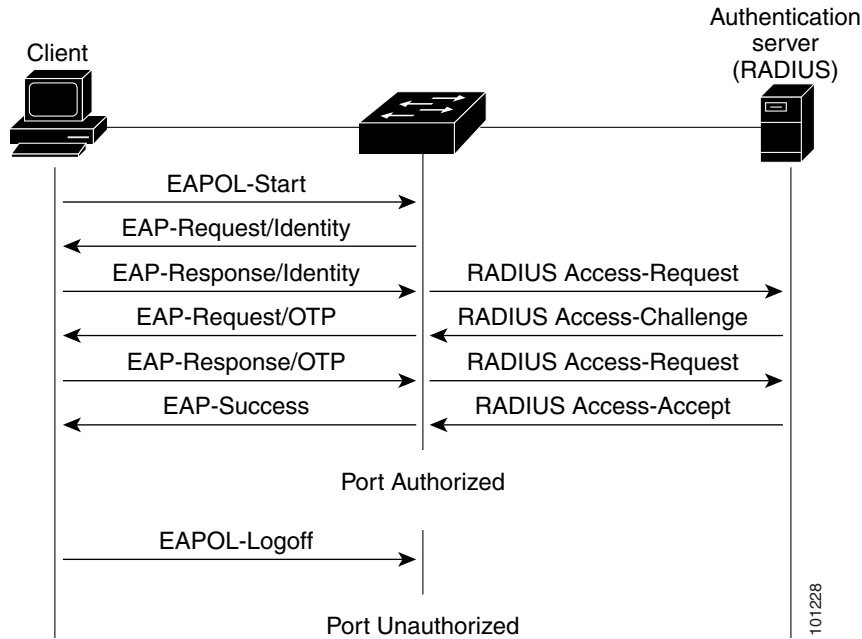 Authentication
server
(RADIUS)
Client
EAPOL-Start
EAP-Request/Identity
EAP-Response/Identity
RADIUS Access-Request
EAP-Request/OTP
RADIUS Access-Challenge
EAP-Response/OTP
RADIUS Access-Request
EAP-Success
RADIUS Access-Accept
Port Authorized
EAPOL-Logoff
Port Unauthorized
101228